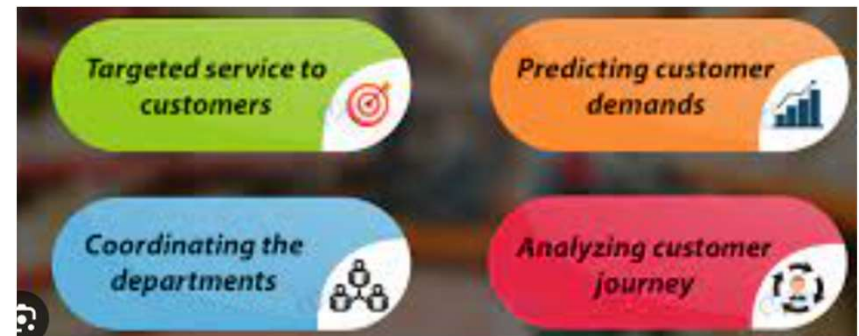 Targeted service to
customers
Predicting customer
demands
Coordinating the
departments
Analyzing customer
journey